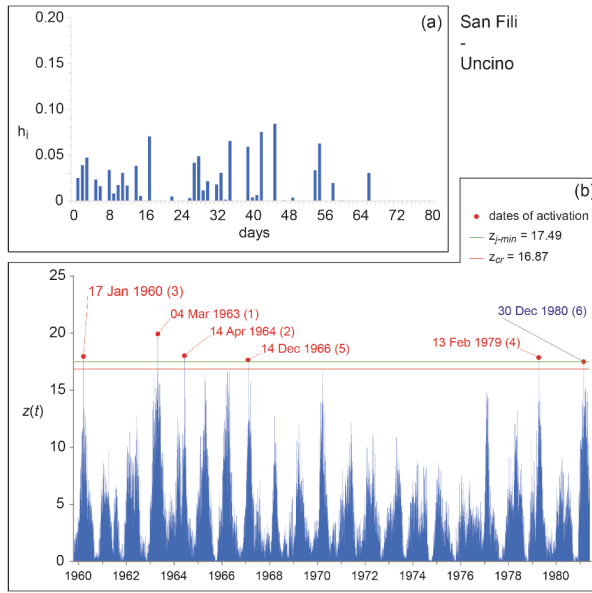 (a)
San Fili
-
Uncino
0.20
0.15
0.10
h_i
0.05
0
0 8 16 24 32 40 48 56 64 72 80
days
(b)
dates of activation
z_j-min = 17.49
z_cr = 16.87
25
17 Jan 1960 (3)
04 Mar 1963 (1)
30 Dec 1980 (6)
20
14 Apr 1964 (2)
13 Feb 1979 (4)
14 Dec 1966 (5)
15
z(t)
10
5
0
1960 1962 1964 1966 1968 1970 1972 1974 1976 1978 1980